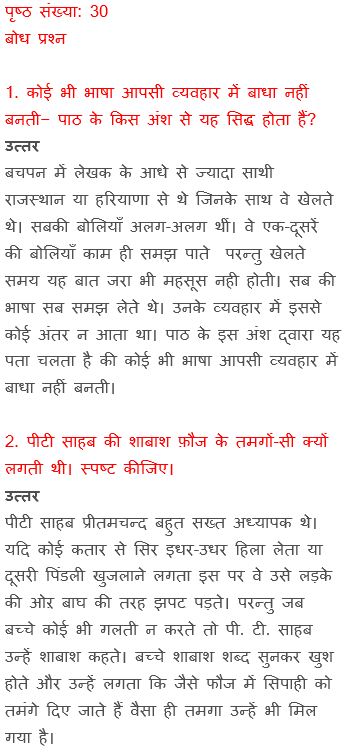 पृष्ठ संख्या: 30
बोध प्रश्न
1. कोई भी भाषा आपसी व्यवहार में बाधा नहीं
बनती− पाठ के किस अंश से यह सिद्ध होता हैं?
उत्तर
बचपन में लेखक के आधे से ज्यादा साथी
राजस्थान या हरियाणा से थे जिनके साथ वे खेलते
थे। सबकी बोलियाँ अलग-अलग थीं। वे एक-दूसरें
की बोलियाँ काम ही समझ पाते परन्तु खेलते
समय यह बात जरा भी महसूस नही होती। सब की
भाषा सब समझ लेते थे। उनके व्यवहार में इससे
कोई अंतर न आता था। पाठ के इस अंश द्वारा यह
पता चलता है की कोई भी भाषा आपसी व्यवहार में
बाधा नहीं बनती।
2. पीटी साहब की शाबाश फ़ौज के तमगों-सी क्यों
लगती थी। स्पष्ट कीजिए।
उत्तर
पीटी साहब प्रीतमचन्द बहुत सख्त अध्यापक थे।
यदि कोई कतार से सिर इधर-उधर हिला लेता या
दूसरी पिंडली खुजलाने लगता इस पर वे उसे लड़के
की ओऱ बाघ की तरह झपट पड़ते। परन्तु जब
बच्चे कोई भी गलती न करते तो पी. टी. साहब
उन्हें शाबाश कहते। बच्चे शाबाश शब्द सुनकर खुश
होते और उन्हें लगता कि जैसे फौज में सिपाही को
तमंगे दिए जाते हैं वैसा ही तमगा उन्हें भी मिल
गया है।